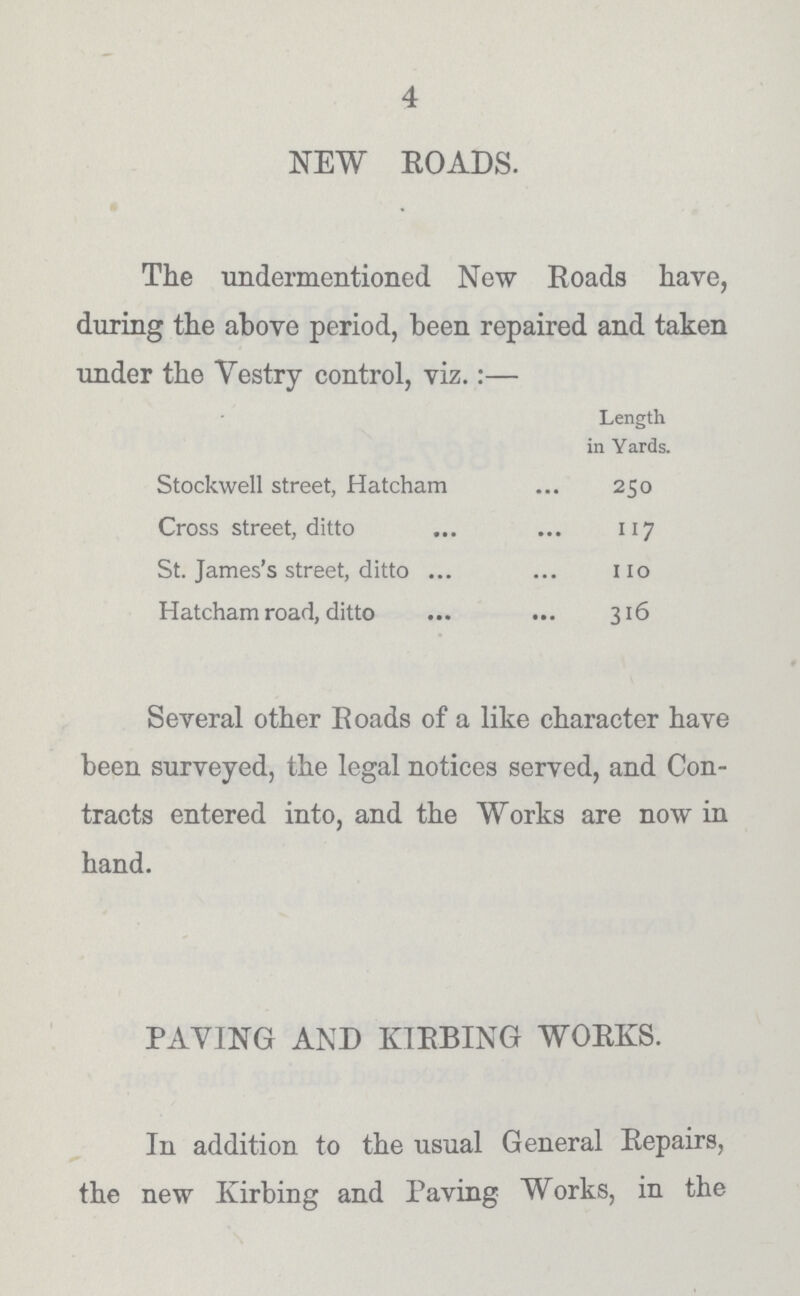 4
NEW ROADS.
The undermentioned New Roads have,
during the above period, been repaired and taken
under the Vestry control, viz. :—
Length
in Yards.
Stockwell street, Hatcham ... 250
Cross street, ditto ... ... 117
St. James's street, ditto ... ... 110
Hatcham road, ditto ... ... 316
Several other Roads of a like character have
been surveyed, the legal notices served, and Con-
tracts entered into, and the Works are now in
hand.
PAVING AND KIRBING WORKS.
In addition to the usual General Repairs,
the new Kirbing and Paving Works, in the